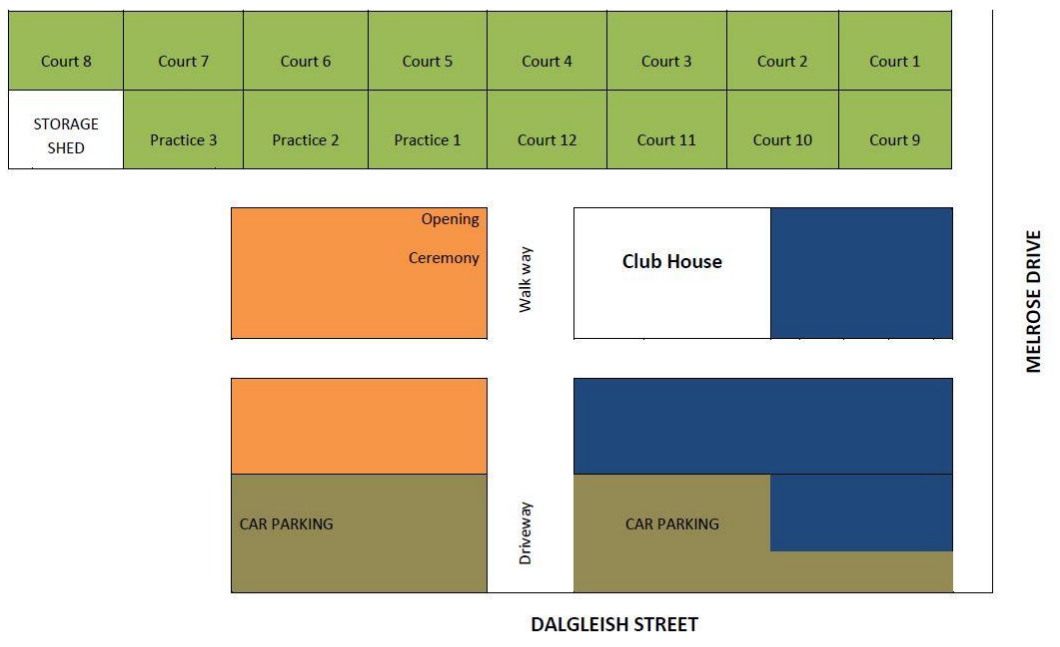 Court 8
Court 7
Court 6
Court 5
Court 4
Court 3
Court 2
Court 1
STORAGE
SHED
Practice 3
Practice 2
Practice 1
Court 12
Court 11
Court 10
Court 9
Opening
Ceremony
Walk way
Club House
MELROSE DRIVE
CAR PARKING
Driveway
CAR PARKING
DALGLEISH STREET